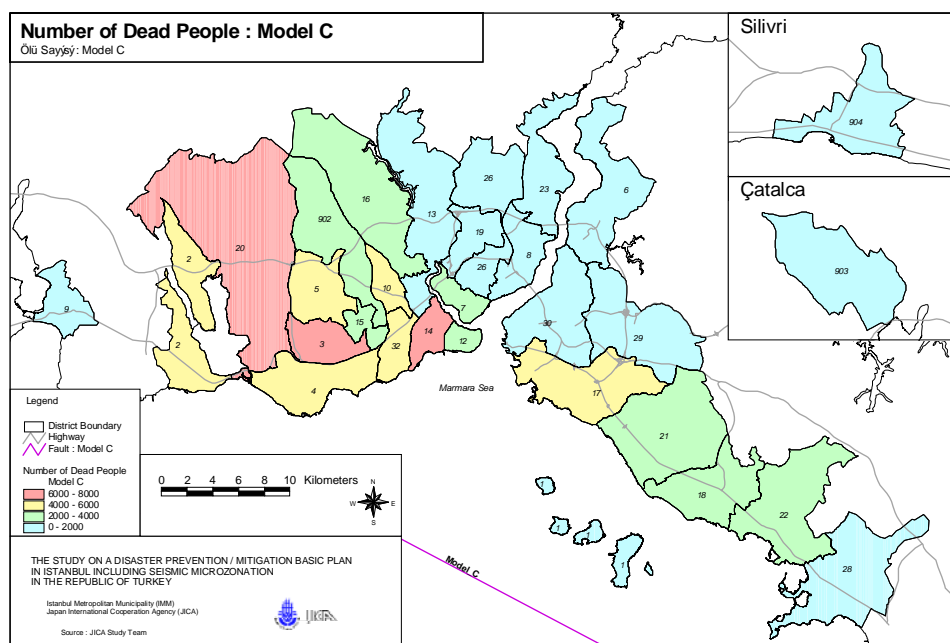 Number of Dead People : Model C
Ölü Sayýsý : Model C
Silivri
904
Çatalca
903
26
23
6
16
13
902
19
20
8
2
26
5
10
9
7
15
30
14
29
12
3
32
2
4
Marmara Sea
17
21
18
22
1
1
1
1
28
Model C
Legend
District Boundary
Highway
Fault : Model C
Number of Dead People
Model C
6000 - 8000
4000 - 6000
2000 - 4000
0 - 2000
0 2 4 6 8 10 Kilometers
N
W E
S
THE STUDY ON A DISASTER PREVENTION / MITIGATION BASIC PLAN
IN ISTANBUL INCLUDING SEISMIC MICROZONATION
IN THE REPUBLIC OF TURKEY
Istanbul Metropolitan Municipality (IMM)
Japan International Cooperation Agency (JICA)
JICA
Source : JICA Study Team